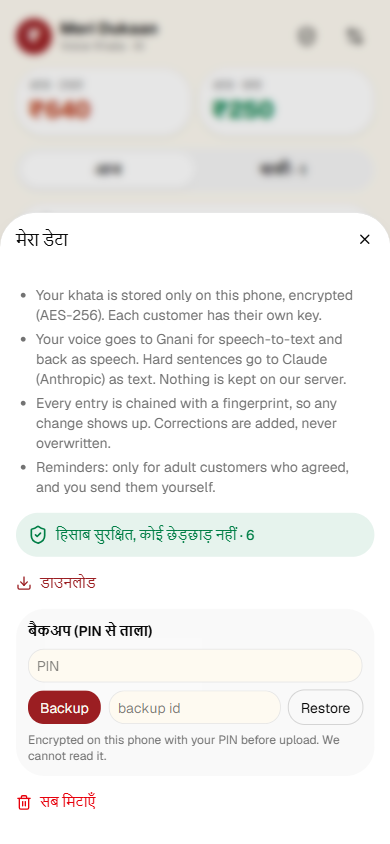 Meri Dukaan
₹640
₹250
मेरा डेटा
Your khata is stored only on this phone, encrypted
(AES-256). Each customer has their own key.
Your voice goes to Gnani for speech-to-text and
back as speech. Hard sentences go to Claude
(Anthropic) as text. Nothing is kept on our server.
Every entry is chained with a fingerprint, so any
change shows up. Corrections are added, never
overwritten.
Reminders: only for adult customers who agreed,
and you send them yourself.
हिसाब सुरक्षित, कोई छेड़छाड़ नहीं · 6
डाउनलोड
बैकअप (PIN से ताला)
PIN
Backup backup id Restore
Encrypted on this phone with your PIN before upload. We
cannot read it.
सब मिटाएँ